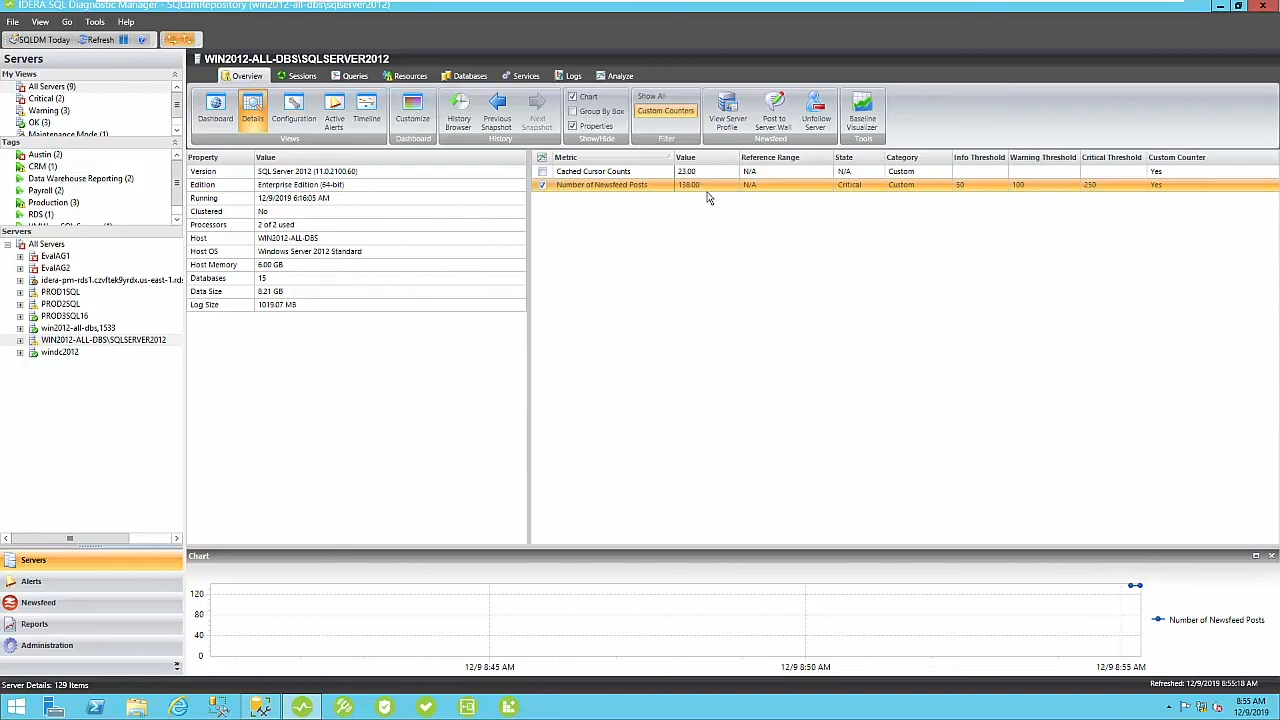 IDERA SQL Diagnostic Manager - SQLdmRepository (win2012-all-dbs\sqlserver2012)
File View Go Tools Help
SQLDM Today Refresh
Servers
WIN2012-ALL-DBS\SQLSERVER2012
My Views
Overview Sessions Queries Resources Databases Services Logs Analyze
All Servers (9)
Critical (2)
Warning (3)
OK (3)
Maintenance Mode (1)
Dashboard Details Configuration Active Alerts Timeline
Views
Customize
Dashboard
History Browser Previous Snapshot Next Snapshot
History
Chart
Group By Box
Properties
Show/Hide
Show All
Custom Counters
Filter
View Server Profile Post to Server Wall Unfollow Server
Newsfeed
Baseline Visualizer
Tools
Tags
Austin (2)
CRM (1)
Data Warehouse Reporting (2)
Payroll (2)
Production (3)
RDS (1)
Servers
All Servers
EvalAG1
EvalAG2
idera-pm-rds1.czvftek9yrdx.us-east-1.rd
PROD1SQL
PROD2SQL
PROD3SQL16
win2012-all-dbs,1533
WIN2012-ALL-DBS\SQLSERVER2012
windc2012
Property Value
Version SQL Server 2012 (11.0.2100.60)
Edition Enterprise Edition (64-bit)
Running 12/9/2019 6:16:05 AM
Clustered No
Processors 2 of 2 used
Host WIN2012-ALL-DBS
Host OS Windows Server 2012 Standard
Host Memory 6.00 GB
Databases 15
Data Size 8.21 GB
Log Size 1019.07 MB
Metric Value Reference Range State Category Info Threshold Warning Threshold Critical Threshold Custom Counter
Cached Cursor Counts 23.00 N/A N/A Custom Yes
Number of Newsfeed Posts 138.00 N/A Critical Custom 50 100 250 Yes
Servers
Alerts
Newsfeed
Reports
Administration
Chart
120
80
40
0
12/9 8:45 AM 12/9 8:50 AM 12/9 8:55 AM
Number of Newsfeed Posts
Server Details: 129 Items
Refreshed: 12/9/2019 8:55:18 AM
8:55 AM
12/9/2019